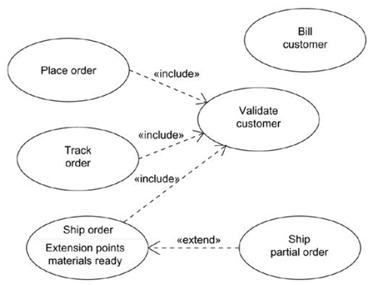 Bill
customer
Place order
«include»
Validate
customer
«include»
Track
order
«include»
Ship order
Extension points
materials ready
«extend»
Ship
partial order